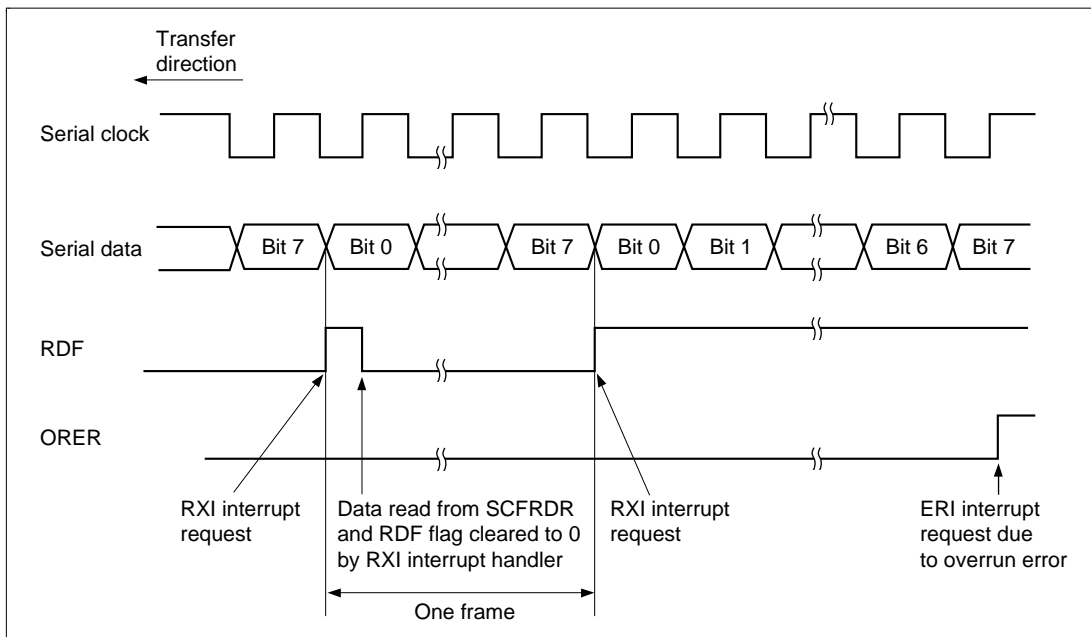 Transfer
direction
Serial clock
Serial data
Bit 7
Bit 0
Bit 7
Bit 0
Bit 1
Bit 6
Bit 7
RDF
ORER
RXI interrupt
request
Data read from SCFRDR
and RDF flag cleared to 0
by RXI interrupt handler
RXI interrupt
request
ERI interrupt
request due
to overrun error
One frame